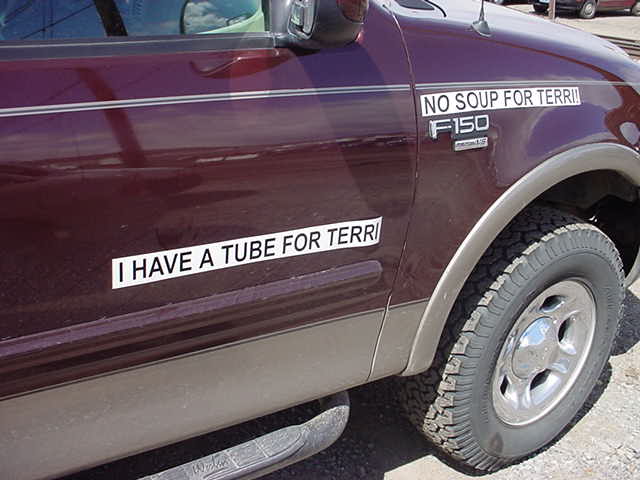 NO SOUP FOR TERRI!
F150
I HAVE A TUBE FOR TERRI